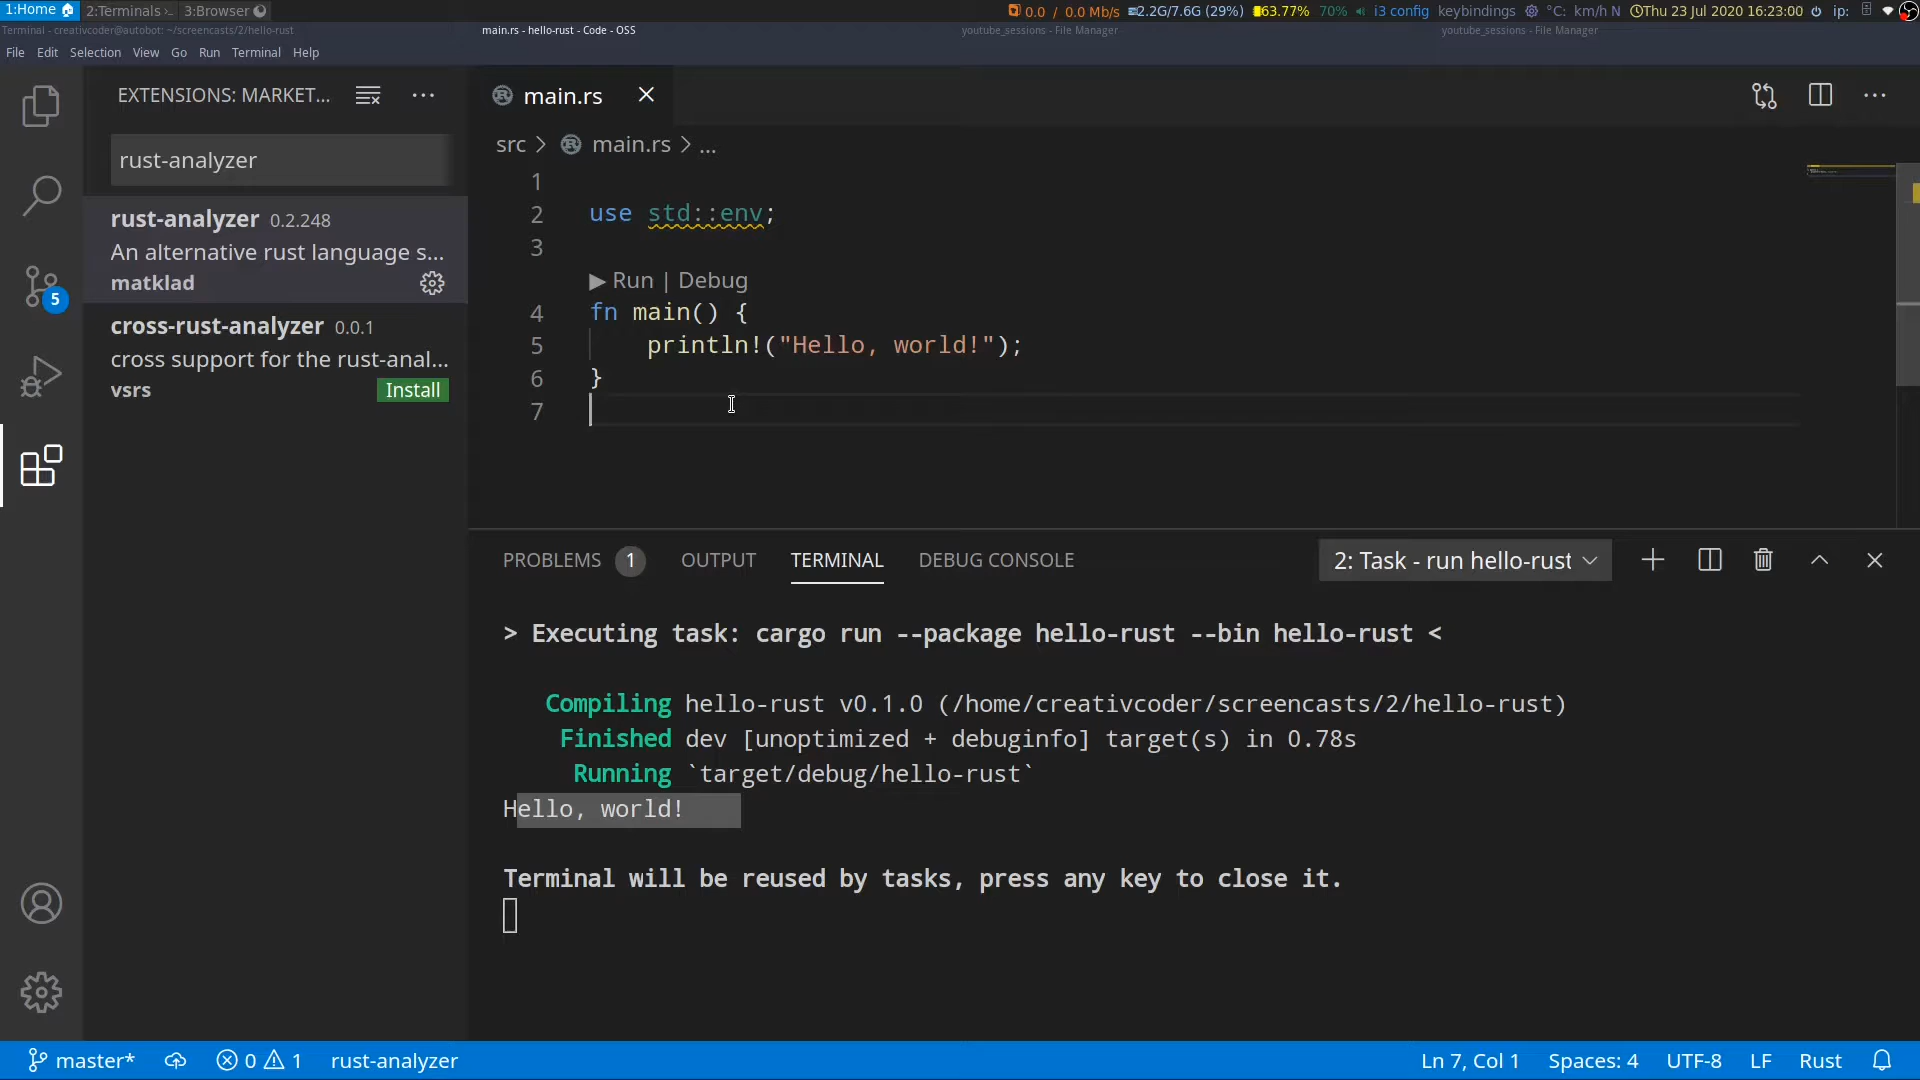 1:Home 2:Terminals 3:Browser 0.0 / 0.0 Mb/s 2.2G/7.6G (29%) 63.77% 70% i3 config keybindings °C: km/h N Thu 23 Jul 2020 16:23:00 ip:
Terminal - creativcoder@autobot: ~/screencasts/2/hello-rust main.rs - hello-rust - Code - OSS youtube_sessions - File Manager youtube_sessions - File Manager
File Edit Selection View Go Run Terminal Help
EXTENSIONS: MARKET...
rust-analyzer
rust-analyzer 0.2.248
An alternative rust language s...
matklad
cross-rust-analyzer 0.0.1
cross support for the rust-anal...
vsrs Install
5
main.rs
src > main.rs > ...
1
2 use std::env;
3
▶ Run | Debug
4 fn main() {
5 println!("Hello, world!");
6 }
7
PROBLEMS 1 OUTPUT TERMINAL DEBUG CONSOLE 2: Task - run hello-rust
> Executing task: cargo run --package hello-rust --bin hello-rust <
Compiling hello-rust v0.1.0 (/home/creativcoder/screencasts/2/hello-rust)
Finished dev [unoptimized + debuginfo] target(s) in 0.78s
Running `target/debug/hello-rust`
Hello, world!
Terminal will be reused by tasks, press any key to close it.
master* 0 1 rust-analyzer Ln 7, Col 1 Spaces: 4 UTF-8 LF Rust